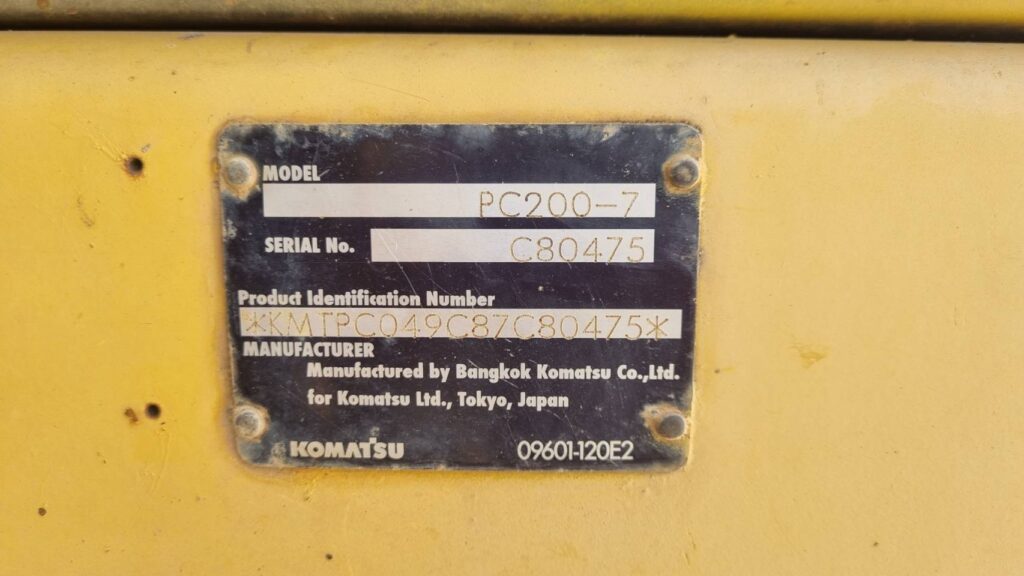 MODEL
PC200-7
SERIAL No. C80475
Product Identification Number
*KMTPC049C87C80475*
MANUFACTURER
Manufactured by Bangkok Komatsu Co.,Ltd.
for Komatsu Ltd., Tokyo, Japan
KOMATSU 09601-120E2